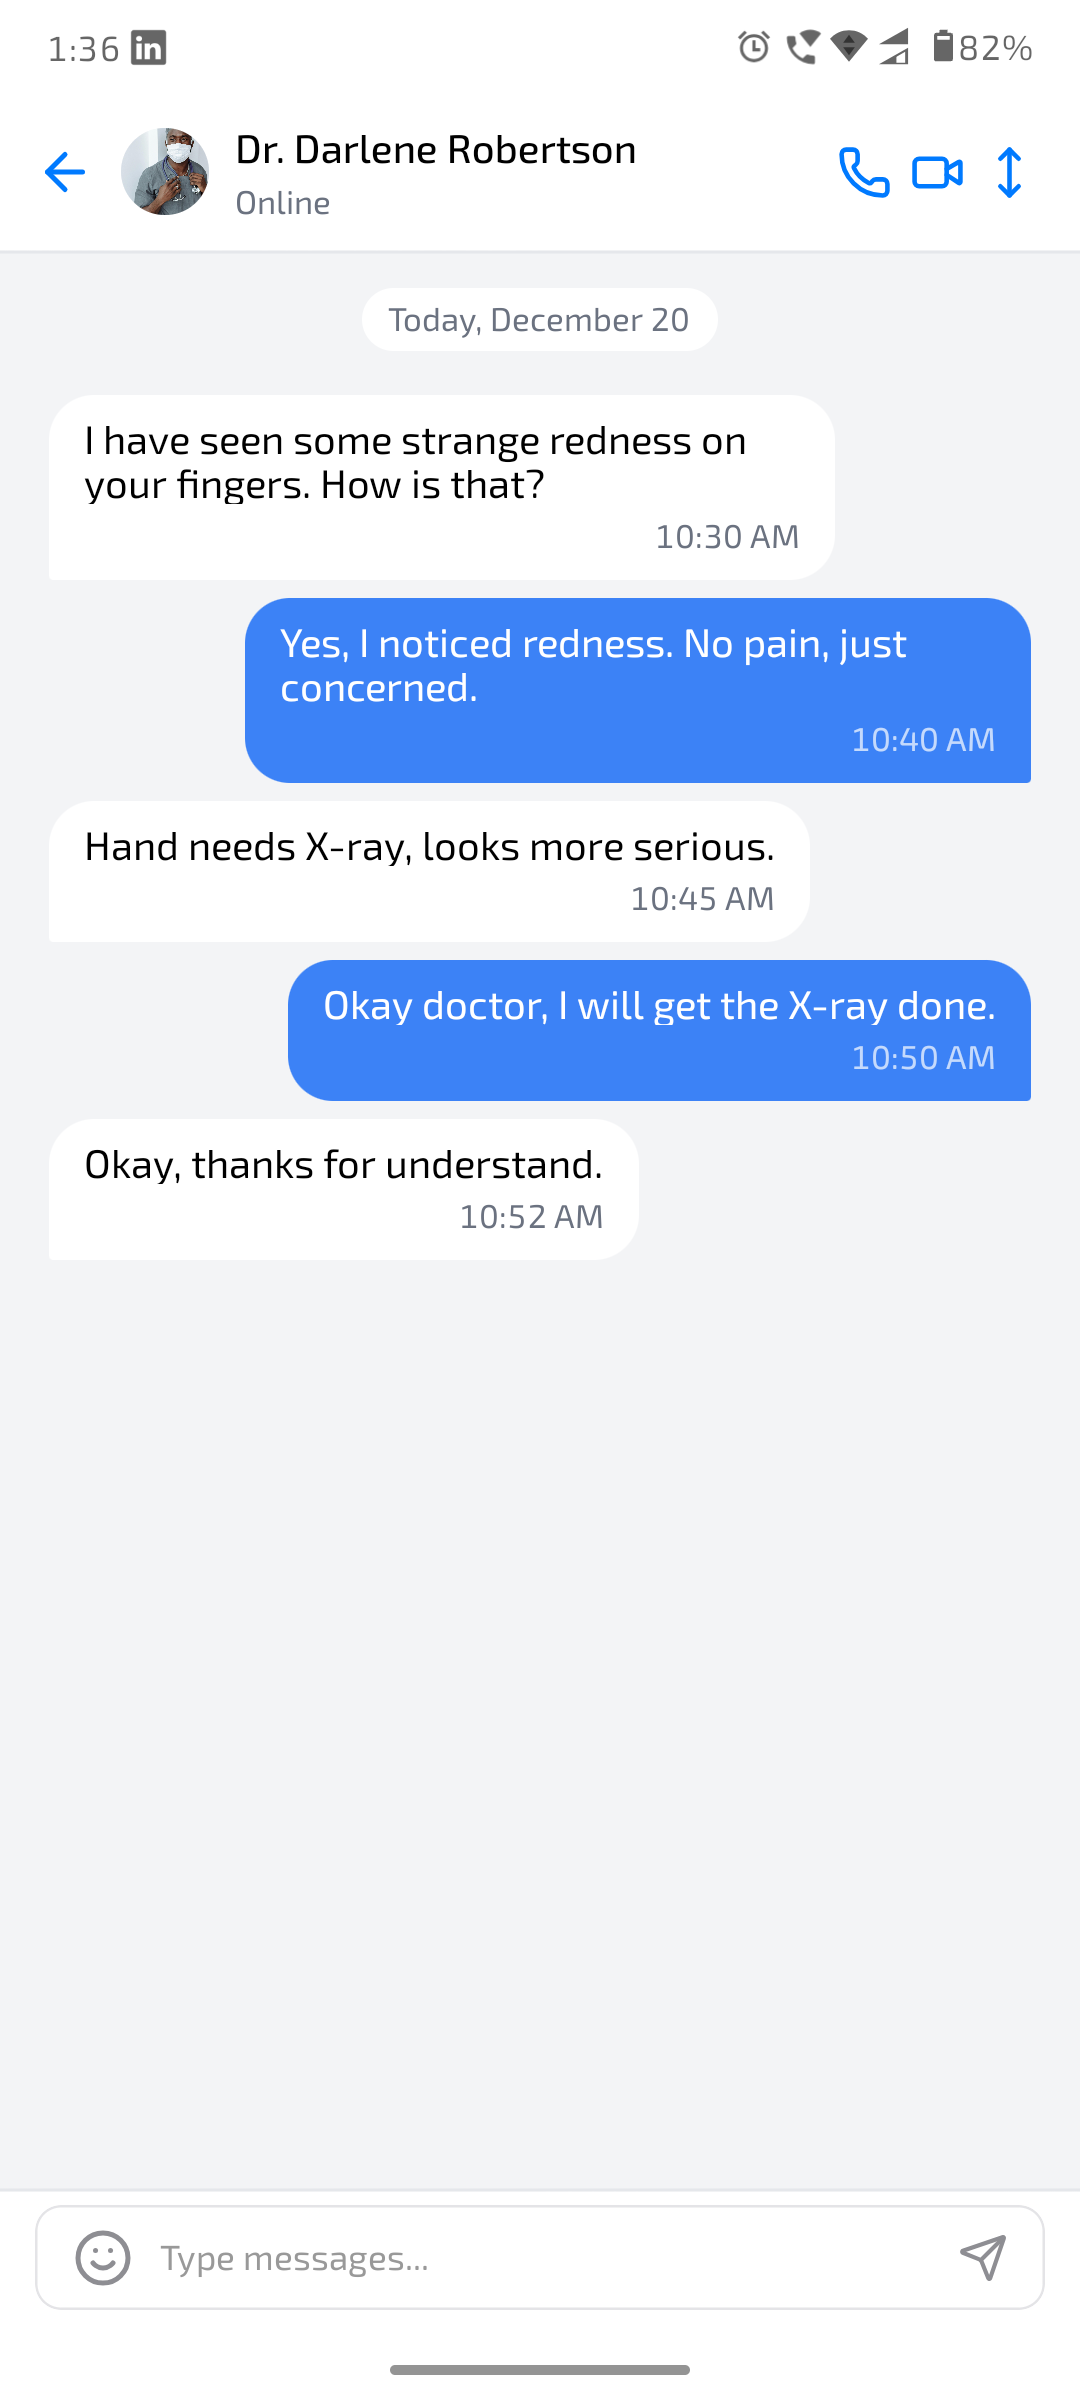 1:36 in 82%
Dr. Darlene Robertson
Online
Today, December 20
I have seen some strange redness on
your fingers. How is that?
10:30 AM
Yes, I noticed redness. No pain, just
concerned.
10:40 AM
Hand needs X-ray, looks more serious.
10:45 AM
Okay doctor, I will get the X-ray done.
10:50 AM
Okay, thanks for understand.
10:52 AM
Type messages...